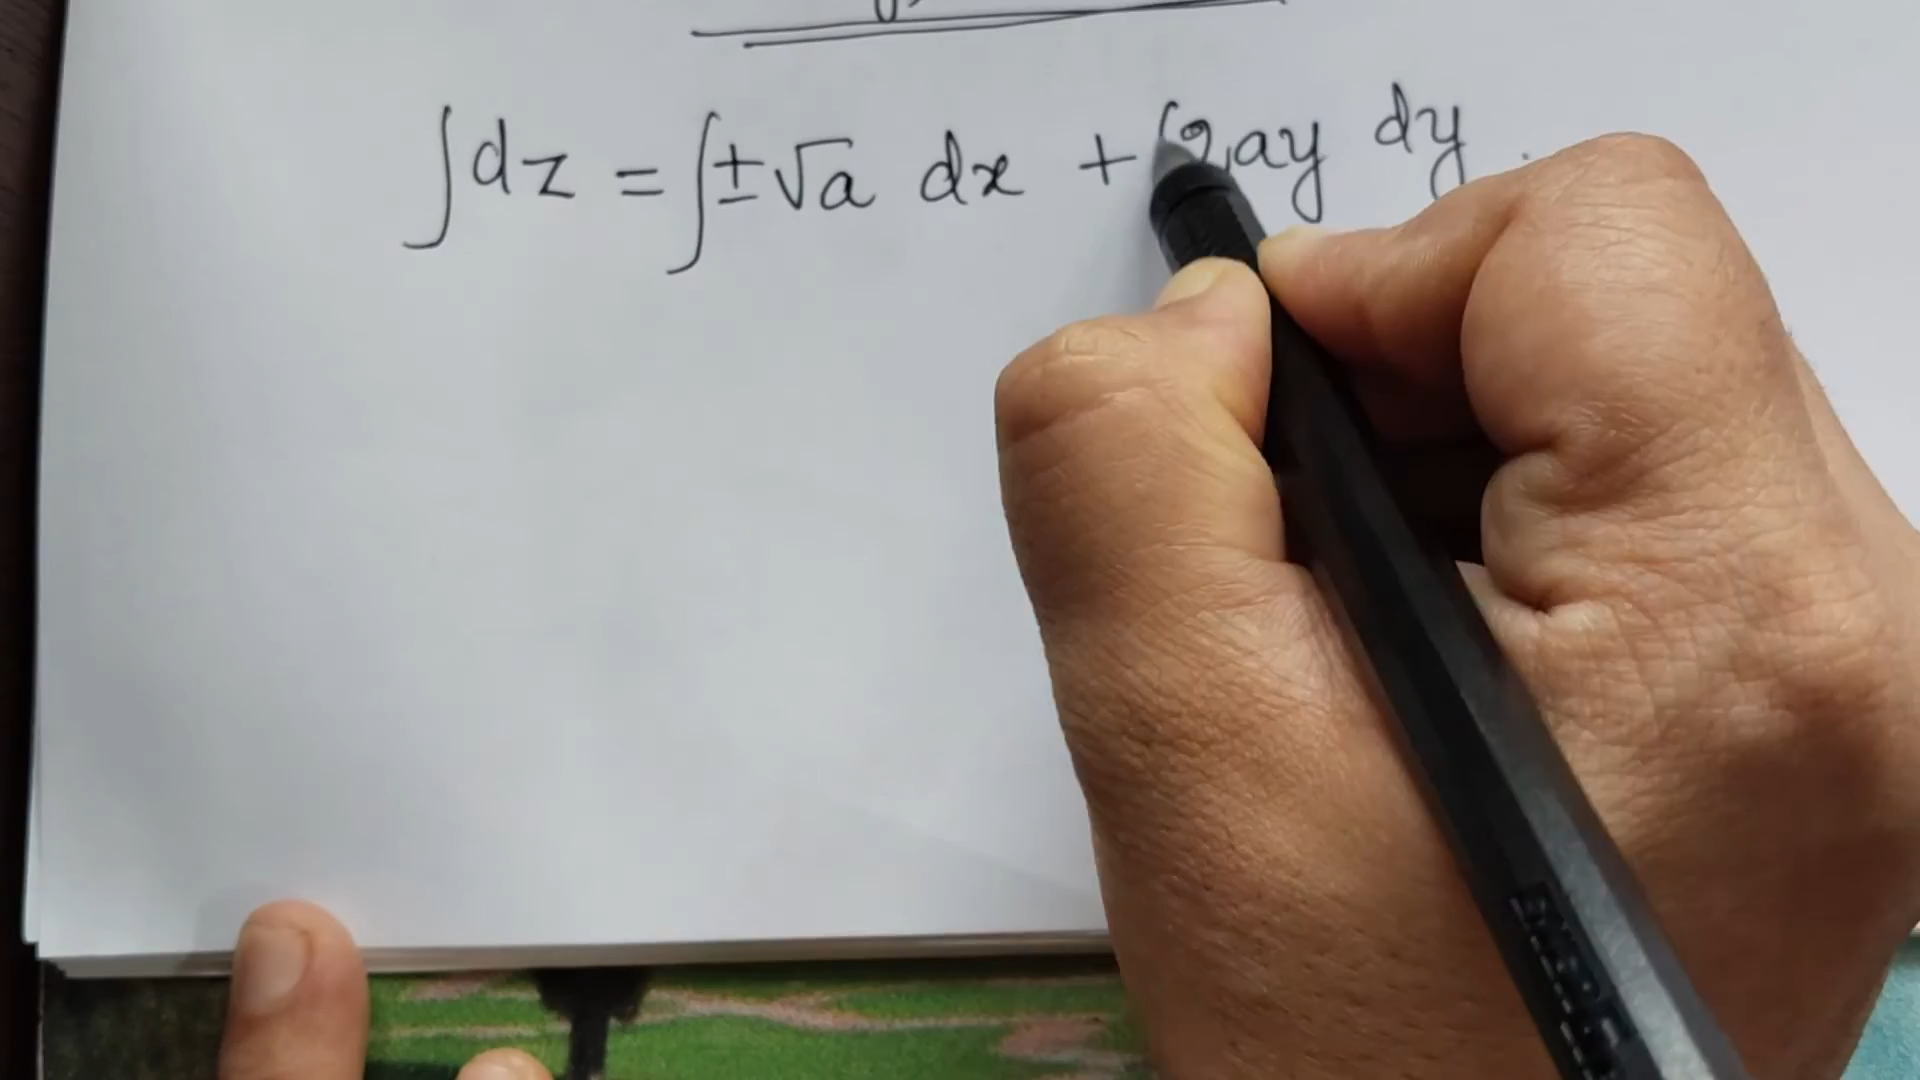 ∫dz = ∫±√a dx + ∫2ay dy.